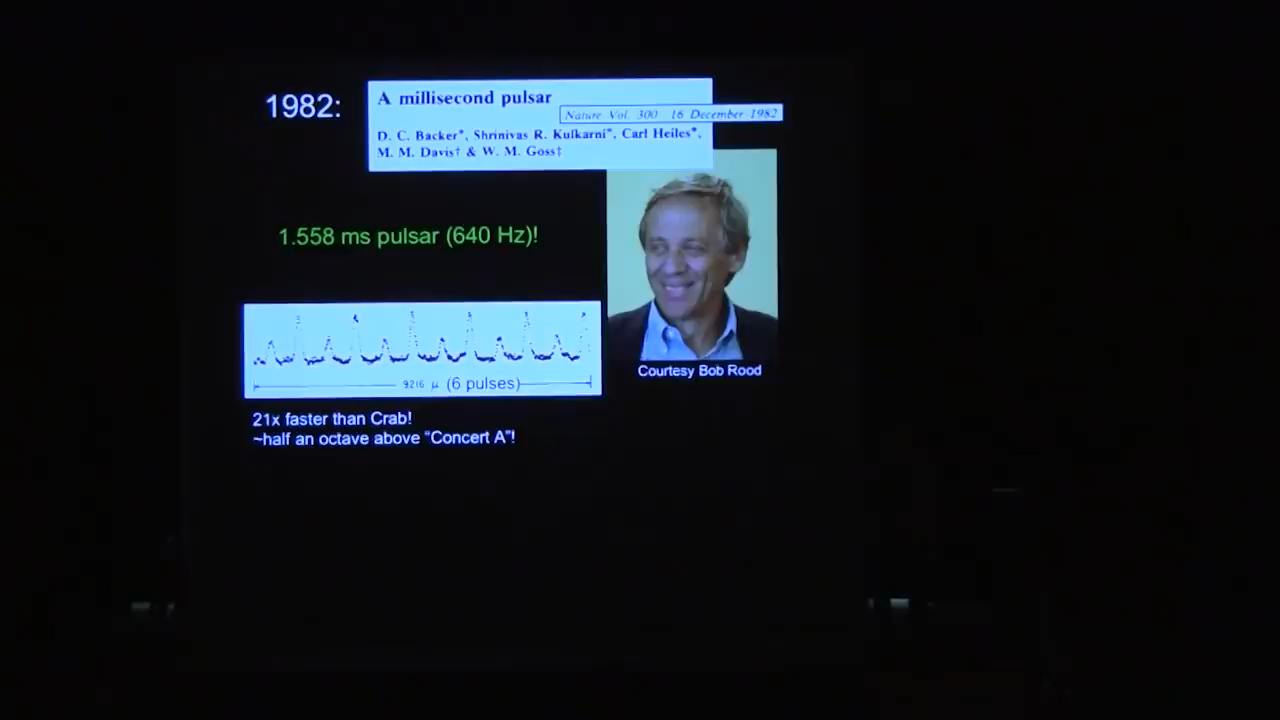 1982:
A millisecond pulsar
Nature Vol. 300 16 December 1982
D. C. Backer*, Shrinivas R. Kulkarni*, Carl Heiles*,
M. M. Davis† & W. M. Goss‡
1.558 ms pulsar (640 Hz)!
9216 μ (6 pulses)
Courtesy Bob Rood
21x faster than Crab!
~half an octave above “Concert A”!